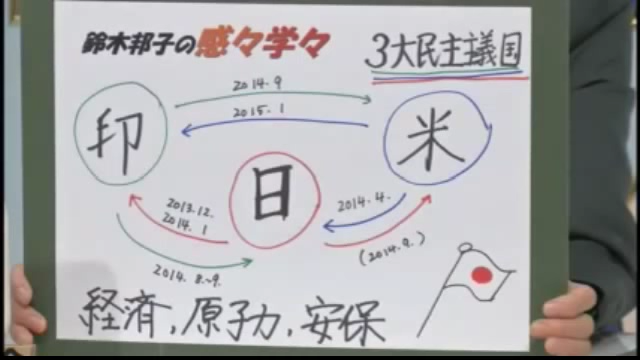 鈴木邦子の感々学々
3大民主議国
2014.9
2015.1
印
米
日
2013.12.
2014.1
2014.4.
2014. 8~9.
(2014.9.)
経済,原子力,安保